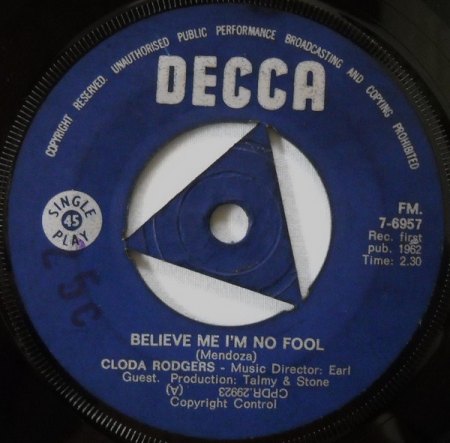 COPYRIGHT RESERVED. UNAUTHORISED PUBLIC PERFORMANCE BROADCASTING AND COPYING PROHIBITED
DECCA
SINGLE
45
PLAY
FM.
7-6957
Rec. first
pub. 1962
Time: 2.30
25c
BELIEVE ME I'M NO FOOL
(Mendoza)
CLODA RODGERS - Music Director: Earl
Guest. Production: Talmy & Stone
CPDR.29923
(A)
Copyright Control